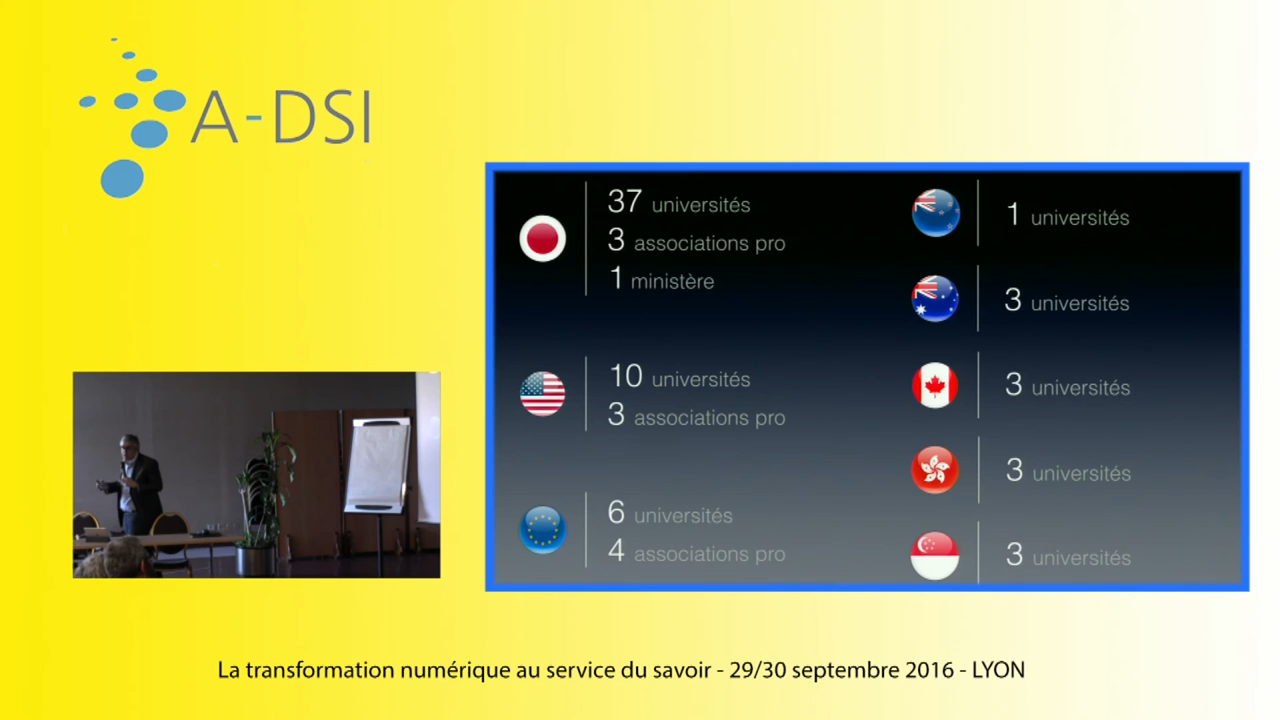 A-DSI
37 universités
3 associations pro
1 ministère
10 universités
3 associations pro
6 universités
4 associations pro
1 universités
3 universités
3 universités
3 universités
3 universités
La transformation numérique au service du savoir - 29/30 septembre 2016 - LYON